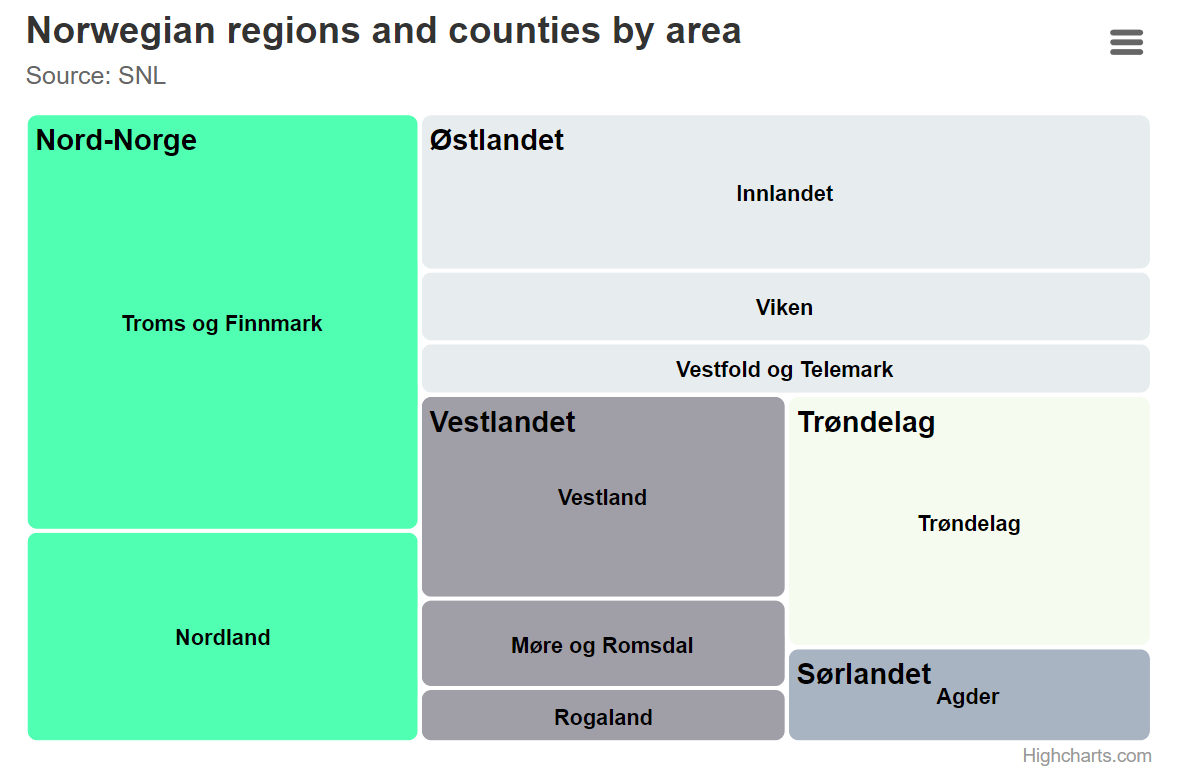 Norwegian regions and counties by area
Source: SNL
Nord-Norge
Troms og Finnmark
Nordland
Østlandet
Innlandet
Viken
Vestfold og Telemark
Vestlandet
Vestland
Møre og Romsdal
Rogaland
Trøndelag
Trøndelag
Sørlandet
Agder
Highcharts.com